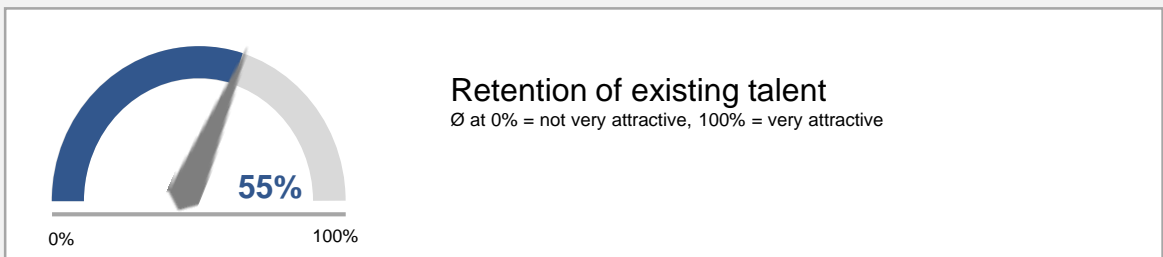 Retention of existing talent
Ø at 0% = not very attractive, 100% = very attractive
55%
0%
100%